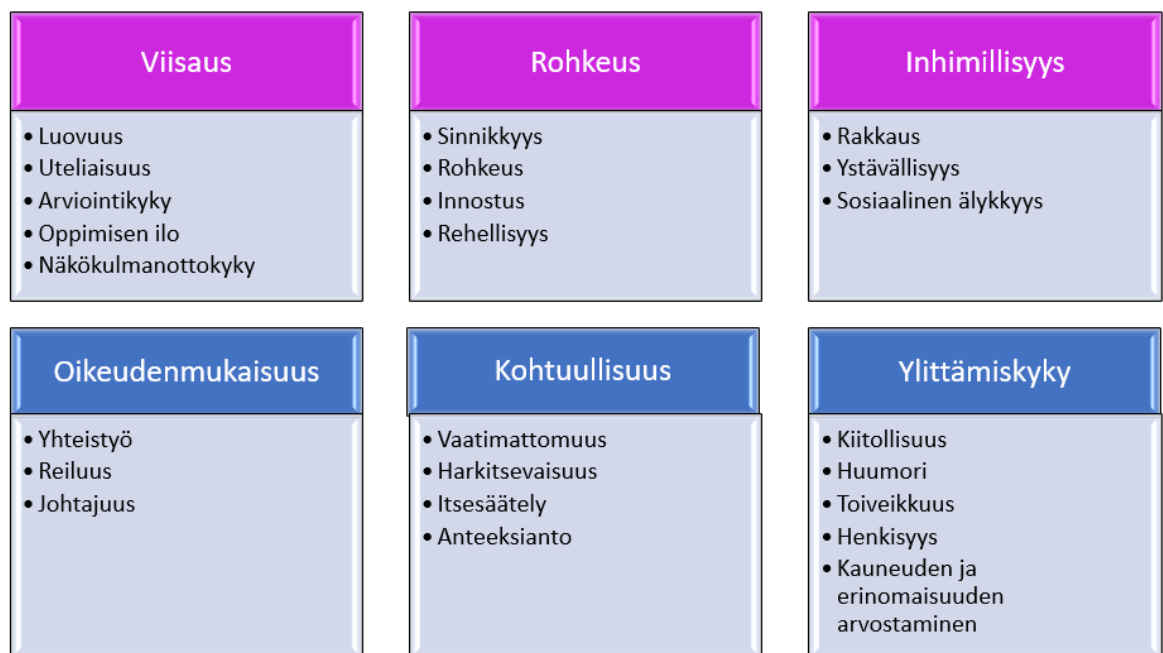 Viisaus
• Luovuus
• Uteliaisuus
• Arviointikyky
• Oppimisen ilo
• Näkökulmanottokyky
Rohkeus
• Sinnikkyys
• Rohkeus
• Innostus
• Rehellisyys
Inhimillisyys
• Rakkaus
• Ystävällisyys
• Sosiaalinen älykkyys
Oikeudenmukaisuus
• Yhteistyö
• Reiluus
• Johtajuus
Kohtuullisuus
• Vaatimattomuus
• Harkitsevaisuus
• Itsesäätely
• Anteeksianto
Ylittämiskyky
• Kiitollisuus
• Huumori
• Toiveikkuus
• Henkisyys
• Kauneuden ja
erinomaisuuden
arvostaminen